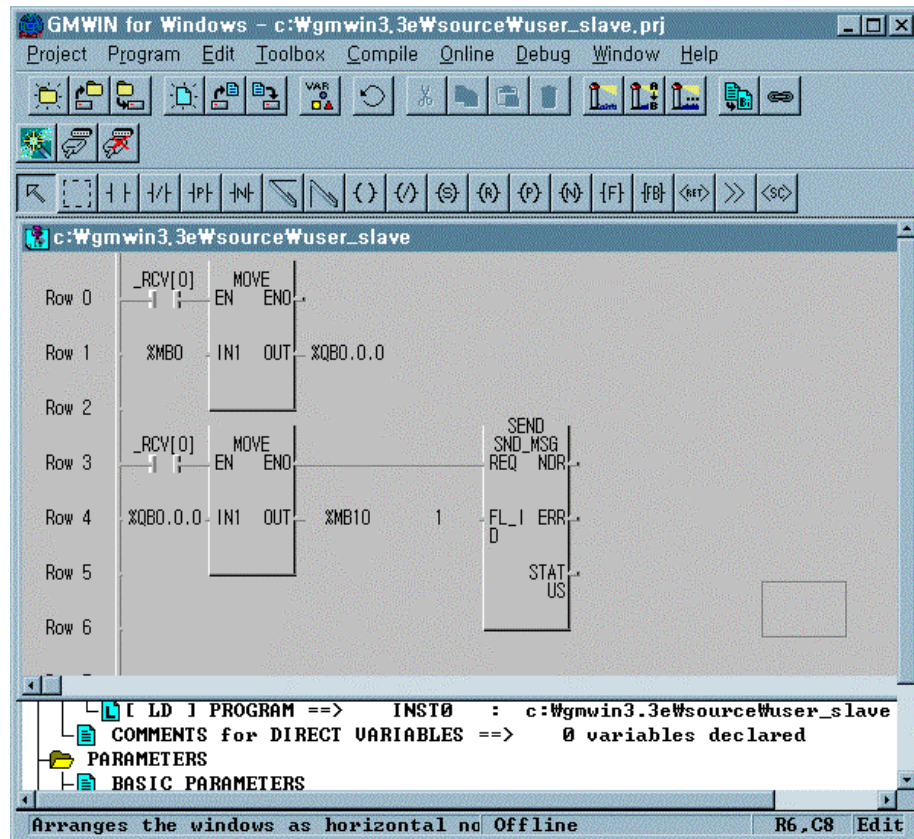 GMWIN for Windows - c:₩gmwin3,3e₩source₩user_slave,prj
Project Program Edit Toolbox Compile Online Debug Window Help
VAR
{F} {FB} <RET> >> <SC>
c:₩gmwin3,3e₩source₩user_slave
_RCV[0] MOVE
Row 0 EN ENO
Row 1 %MB0 IN1 OUT %QB0.0.0
Row 2
SEND
_RCV[0] MOVE SND_MSG
Row 3 EN ENO REQ NDR
Row 4 %QB0.0.0 IN1 OUT %MB10 1 FL_I ERR
D
Row 5 STAT
US
Row 6
L [ LD ] PROGRAM ==> INST0 : c:₩gmwin3.3e₩source₩user_slave
COMMENTS for DIRECT VARIABLES ==> 0 variables declared
PARAMETERS
BASIC PARAMETERS
Arranges the windows as horizontal no Offline R6,C8 Edit